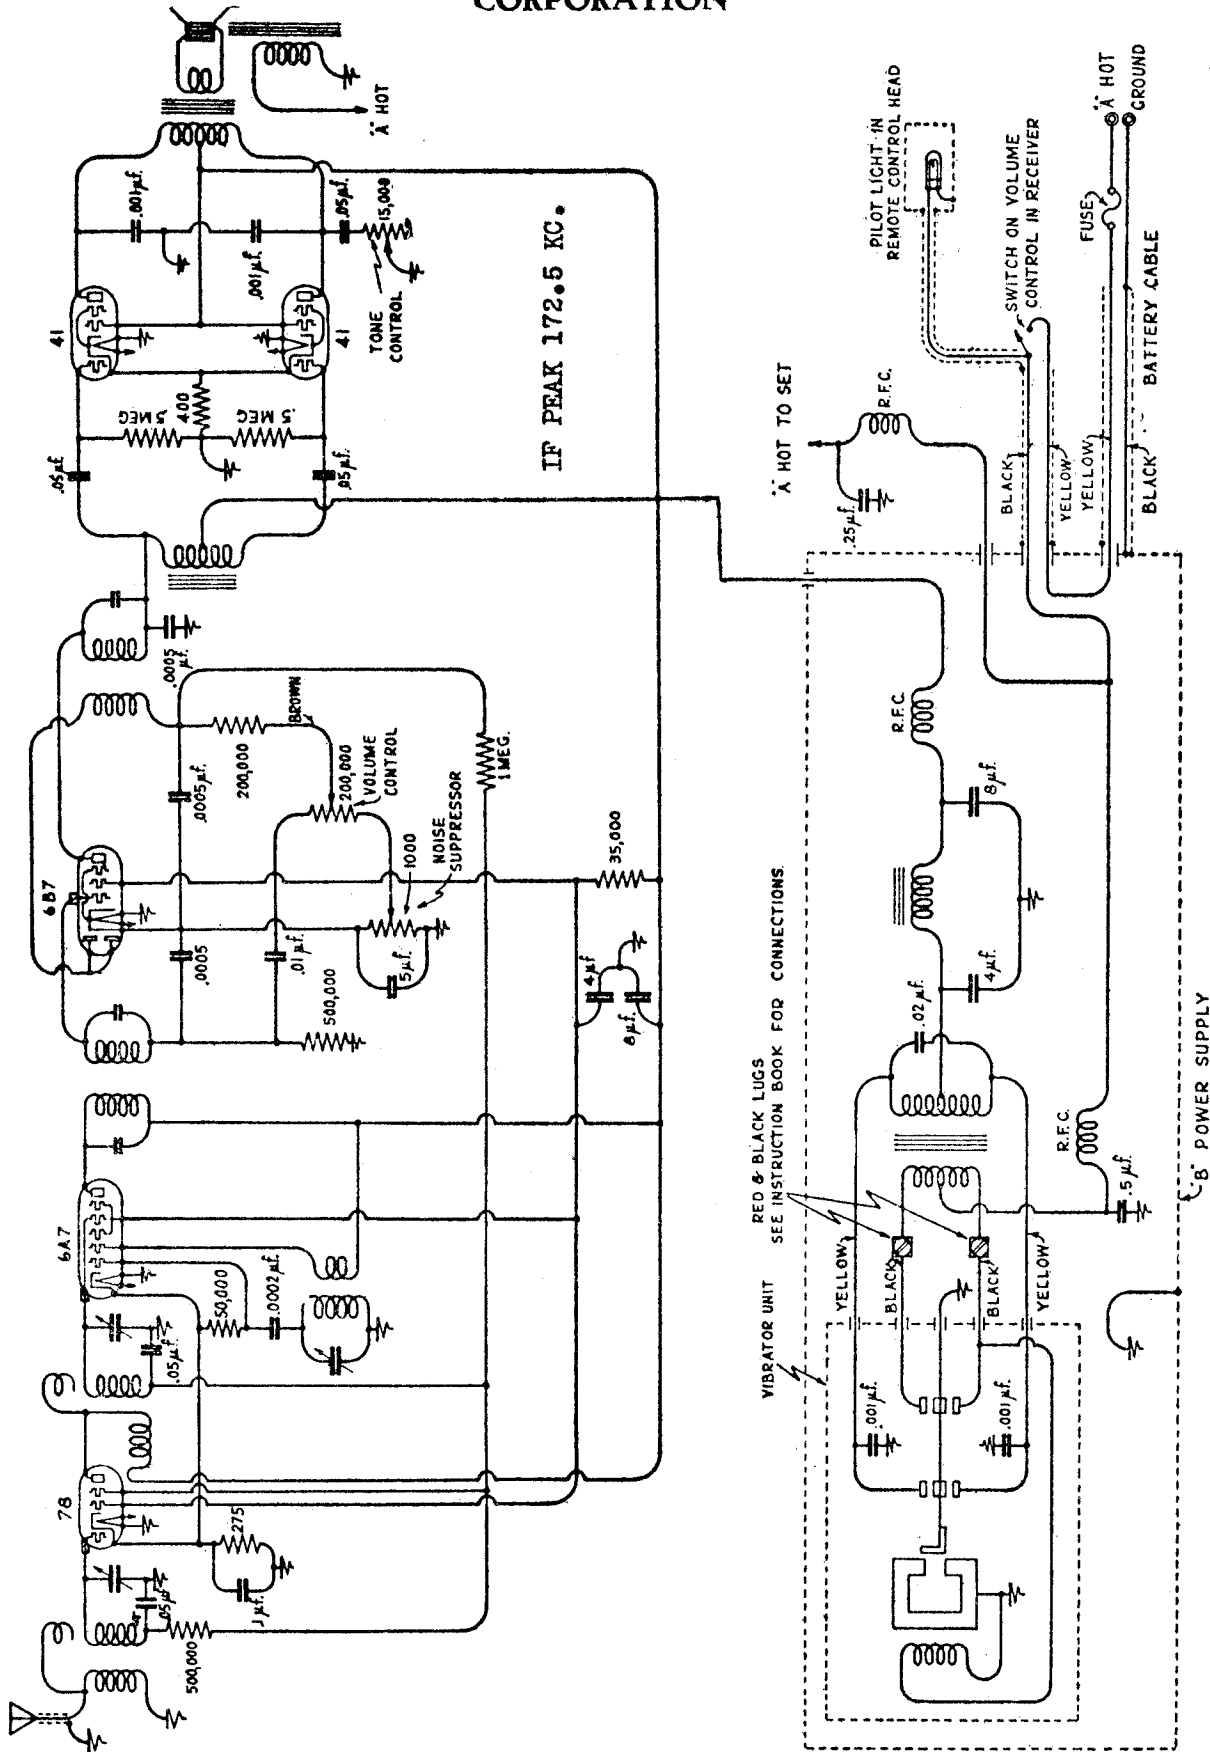 CORPORATION
"A" HOT
.001µf.
.001µf.
.05µf.
15,000
TONE
CONTROL
41
41
.5 MEG
400
.5 MEG
.05µf.
.05µf.
IF PEAK 172.5 KC.
.0005
µf.
BROWN
200,000
.0005µf.
200,000
VOLUME
CONTROL
1 MEG.
1000
NOISE
SUPPRESSOR
6B7
.0005
.01µf.
5µf.
500,000
35,000
4µf
8µf.
6A7
50,000
.0002µf.
.05µf.
78
275
.1µf.
.05µf
500,000
PILOT LIGHT IN
REMOTE CONTROL HEAD
SWITCH ON VOLUME
CONTROL IN RECEIVER
"A" HOT
GROUND
FUSE
BATTERY CABLE
"A" HOT TO SET
R.F.C.
.25µf.
BLACK
YELLOW
YELLOW
BLACK
R.F.C.
8µf.
4µf.
.02µf.
RED & BLACK LUGS
SEE INSTRUCTION BOOK FOR CONNECTIONS.
R.F.C.
.5µf.
"B" POWER SUPPLY
VIBRATOR UNIT
YELLOW
BLACK
BLACK
YELLOW
.001µf.
.001µf.